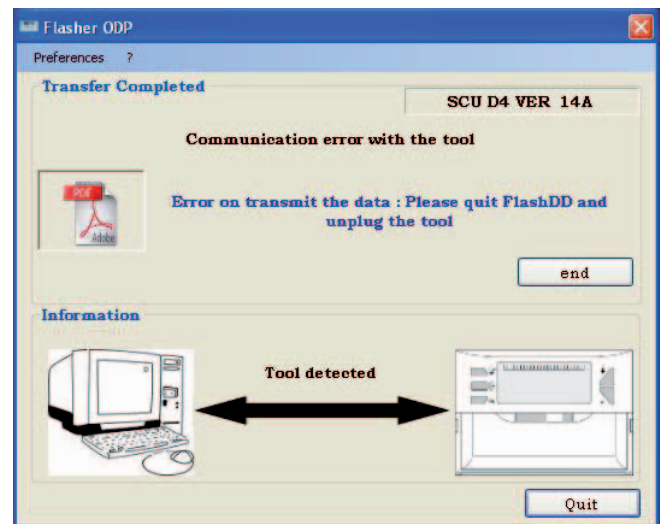 Flasher ODP
Preferences ?
Transfer Completed
SCU D4 VER 14A
Communication error with the tool
PDF
Adobe
Error on transmit the data : Please quit FlashDD and
unplug the tool
end
Information
Tool detected
Quit